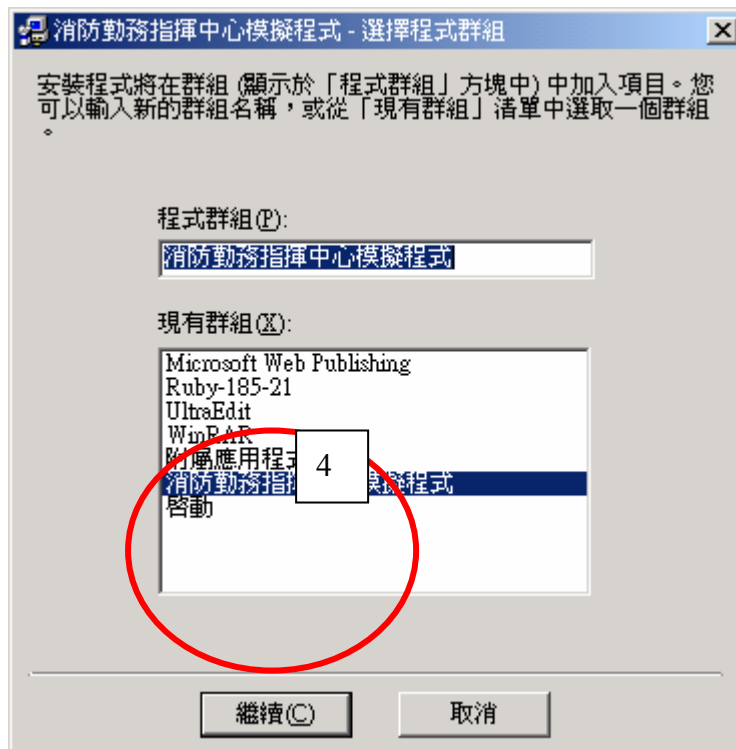 消防勤務指揮中心模擬程式 - 選擇程式群組
安裝程式將在群組 (顯示於「程式群組」方塊中) 中加入項目。您
可以輸入新的群組名稱，或從「現有群組」清單中選取一個群組
。
程式群組(P):
消防勤務指揮中心模擬程式
現有群組(X):
Microsoft Web Publishing
Ruby-185-21
UltraEdit
WinRAR
附屬應用程式
4
消防勤務指 模擬程式
啓動
繼續(C)
取消